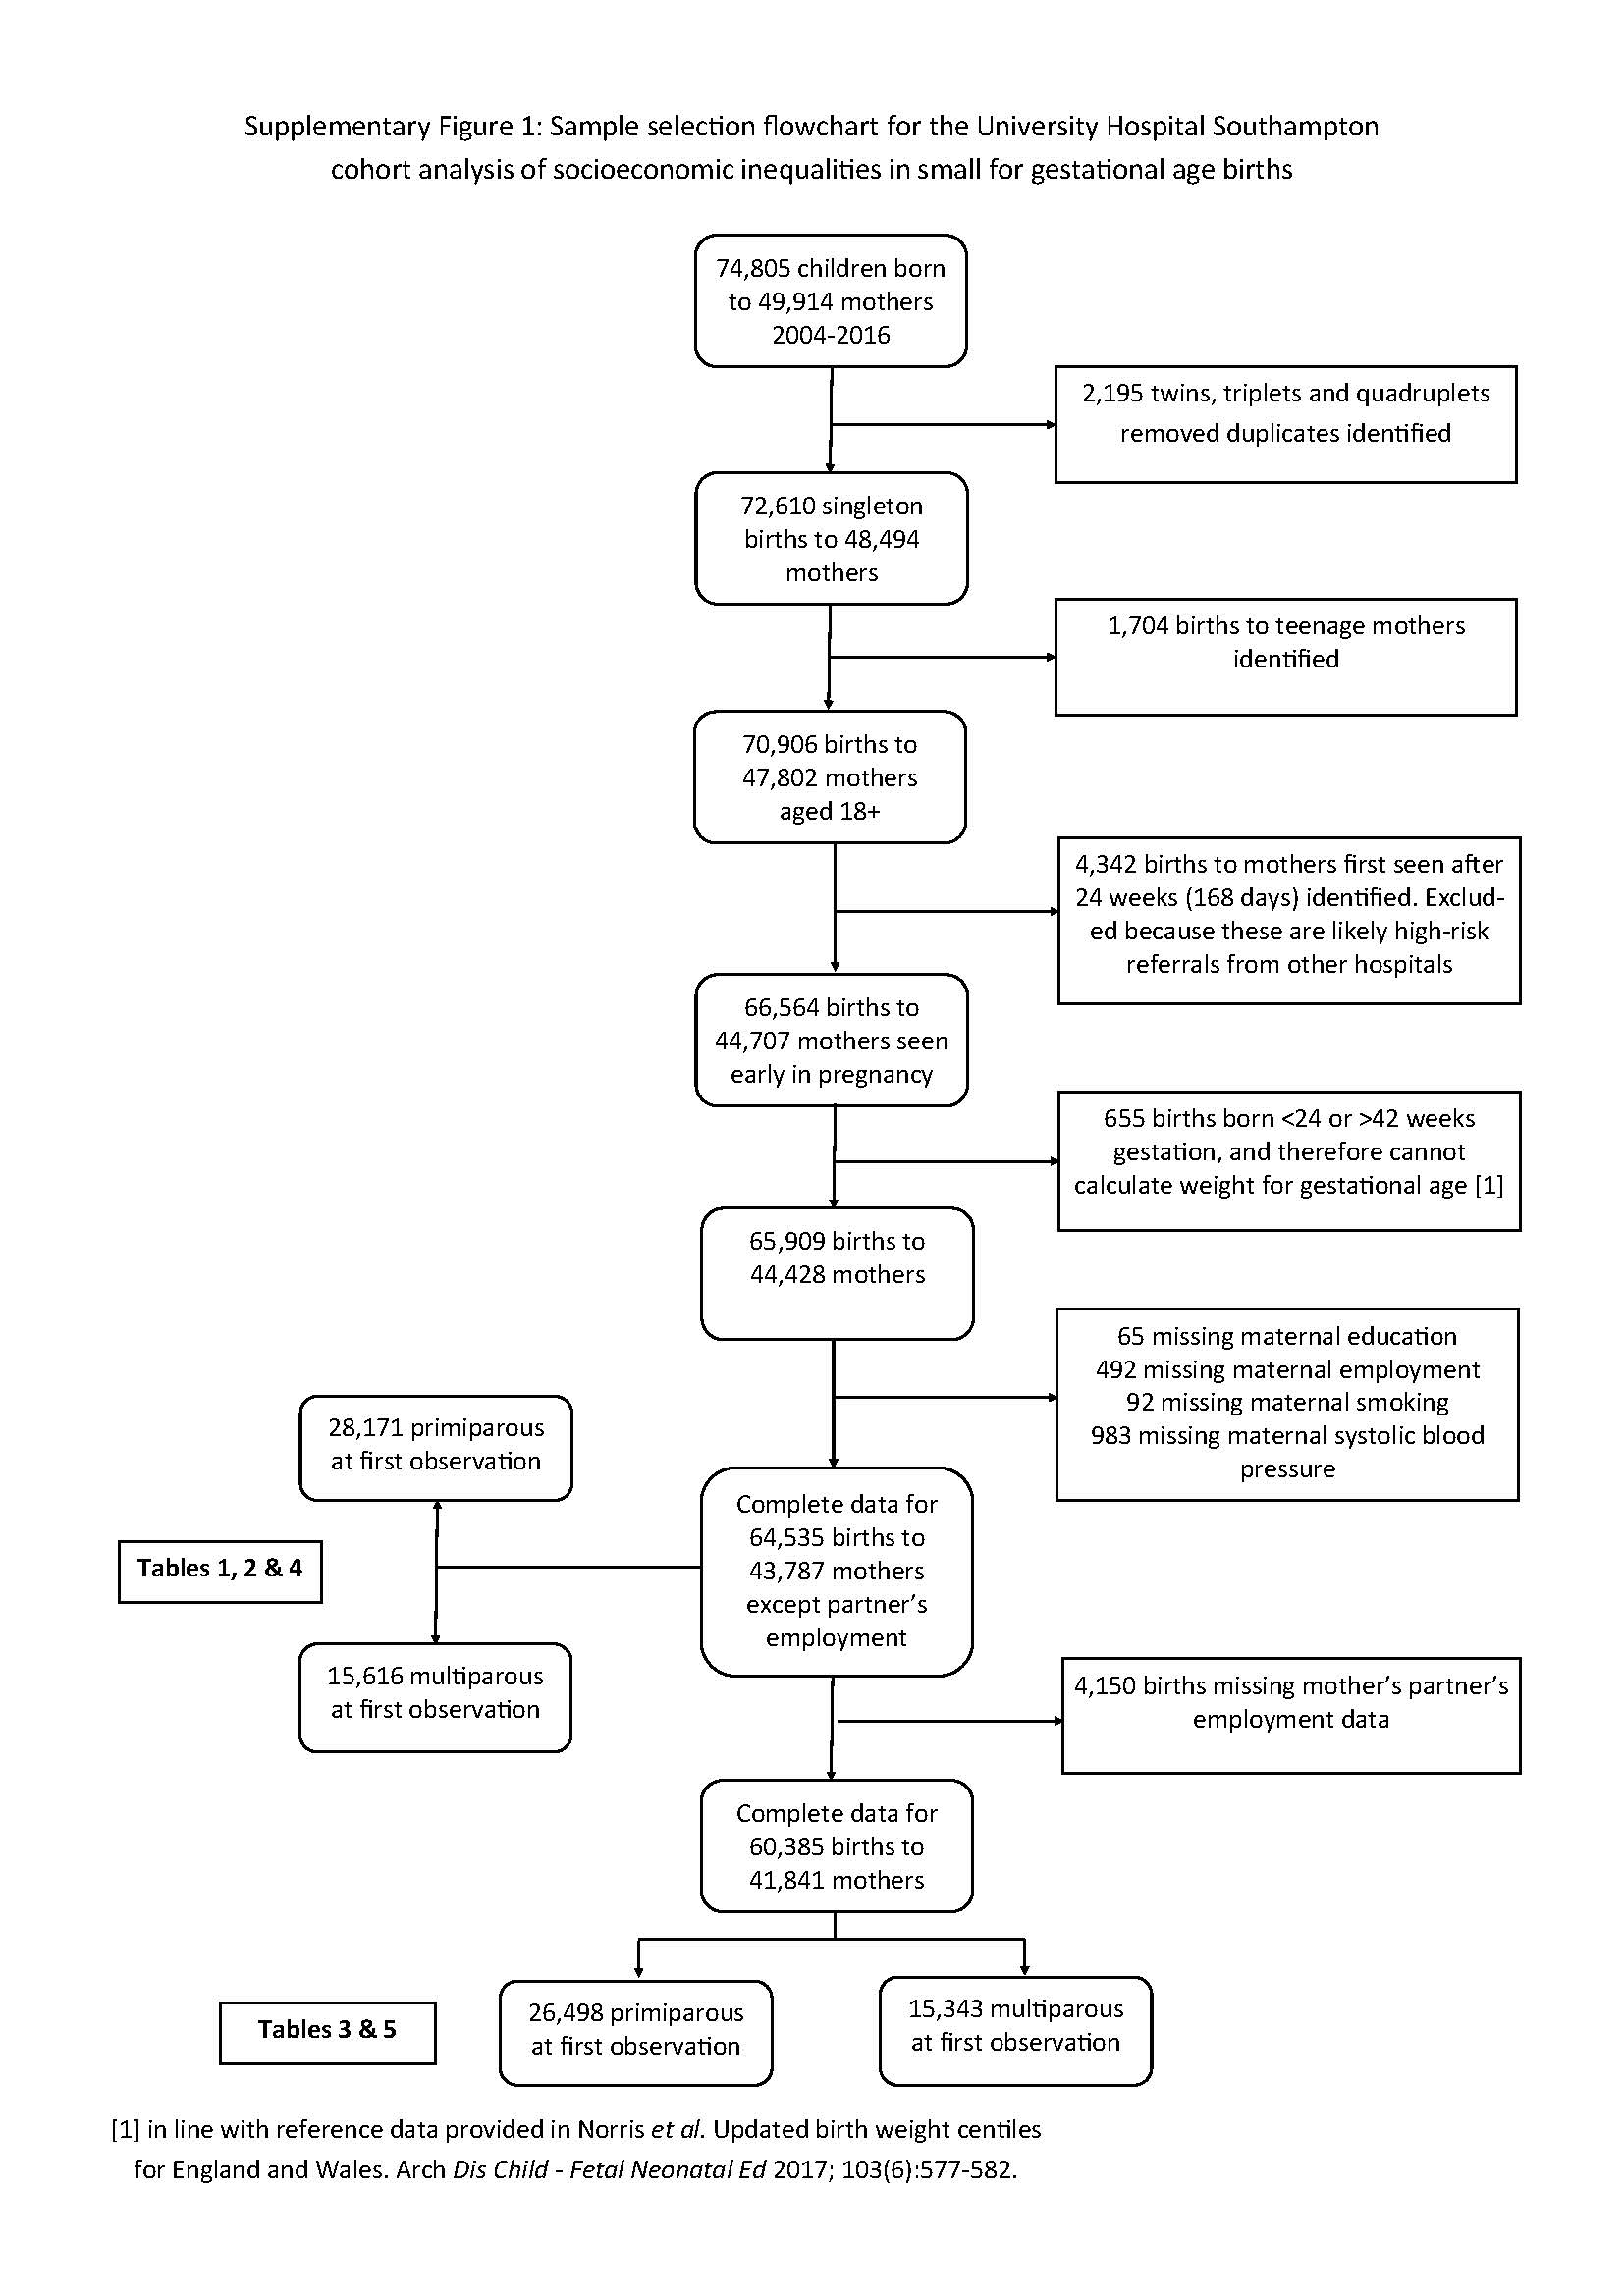 Supplementary Figure 1: Sample selection flowchart for the University Hospital Southampton
cohort analysis of socioeconomic inequalities in small for gestational age births
74,805 children born
to 49,914 mothers
2004-2016
2,195 twins, triplets and quadruplets
removed duplicates identified
72,610 singleton
births to 48,494
mothers
1,704 births to teenage mothers
identified
70,906 births to
47,802 mothers
aged 18+
4,342 births to mothers first seen after
24 weeks (168 days) identified. Exclud-
ed because these are likely high-risk
referrals from other hospitals
66,564 births to
44,707 mothers seen
early in pregnancy
655 births born <24 or >42 weeks
gestation, and therefore cannot
calculate weight for gestational age [1]
65,909 births to
44,428 mothers
65 missing maternal education
492 missing maternal employment
92 missing maternal smoking
983 missing maternal systolic blood
pressure
28,171 primiparous
at first observation
Complete data for
64,535 births to
43,787 mothers
except partner's
employment
Tables 1, 2 & 4
15,616 multiparous
at first observation
4,150 births missing mother's partner's
employment data
Complete data for
60,385 births to
41,841 mothers
Tables 3 & 5
26,498 primiparous
at first observation
15,343 multiparous
at first observation
[1] in line with reference data provided in Norris et al. Updated birth weight centiles
for England and Wales. Arch Dis Child - Fetal Neonatal Ed 2017; 103(6):577-582.